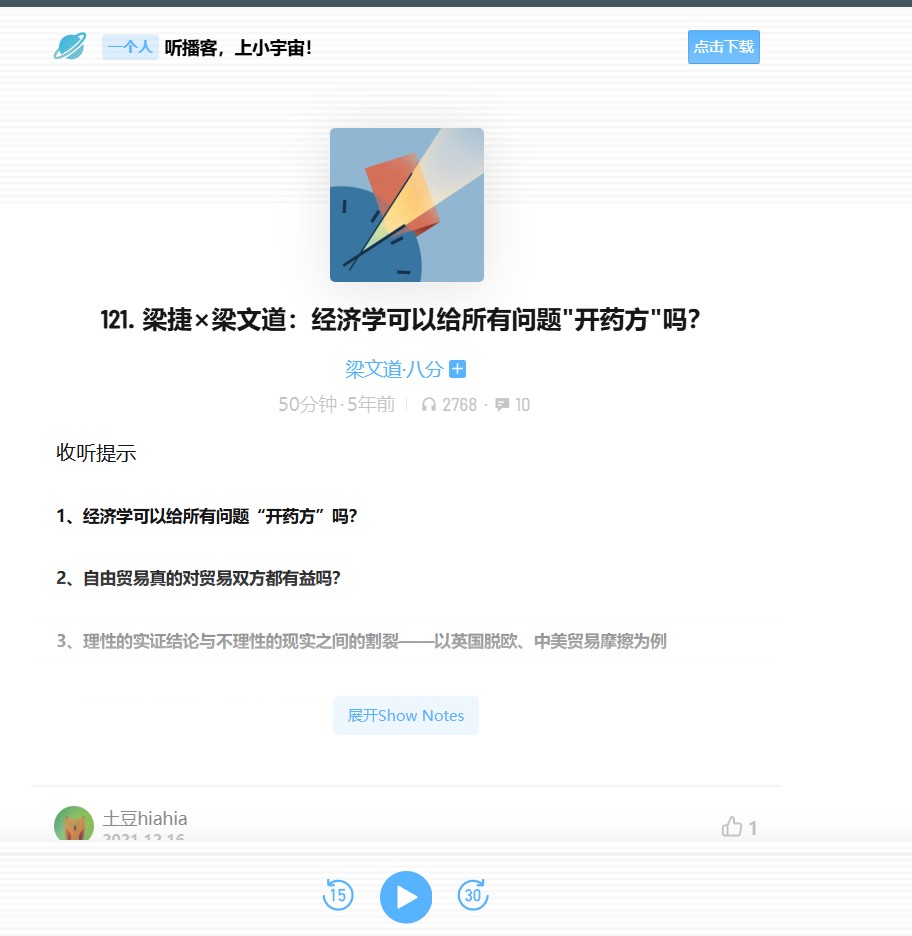 一个人 听播客，上小宇宙！
点击下载
121. 梁捷×梁文道：经济学可以给所有问题"开药方"吗？
梁文道·八分
50分钟·5年前 2768 · 10
收听提示
1、经济学可以给所有问题“开药方”吗？
2、自由贸易真的对贸易双方都有益吗？
3、理性的实证结论与不理性的现实之间的割裂——以英国脱欧、中美贸易摩擦为例
展开Show Notes
土豆hiahia
2021.12.16
1
15 30